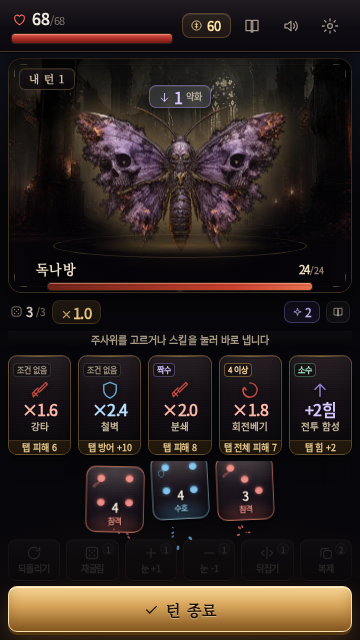 68/68
60
내 턴 1
1 약화
독나방
24/24
3/3
×1.0
2
주사위를 고르거나 스킬을 눌러 바로 냅니다
조건 없음
조건 없음
짝수
4 이상
소수
×1.6
×2.4
×2.0
×1.8
+2힘
강타
철벽
분쇄
회전베기
전투 함성
탭 피해 6
탭 방어 +10
탭 피해 8
탭 전체 피해 7
탭 힘 +2
4
참격
4
수호
3
참격
되돌리기
재굴림
1
눈 +1
1
눈 -1
1
뒤집기
1
복제
2
턴 종료